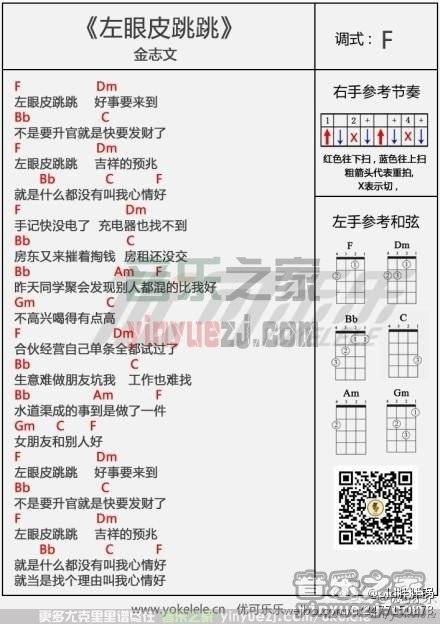 《左眼皮跳跳》
金志文
调式：F
F Dm
左眼皮跳跳 好事要来到
Bb C
不是要升官就是快要发财了
F Dm
左眼皮跳跳 吉祥的预兆
Bb C F
就是什么都没有叫我心情好
F Dm
手记快没电了 充电器也找不到
Bb C
房东又来摧着掏钱 房租还没交
Bb Am F
昨天同学聚会发现别人都混的比我好
Gm C
不高兴喝得有点高
F Dm
合伙经营自己单条全都试过了
Bb C
生意难做朋友坑我 工作也难找
Bb Am F
水道渠成的事到是做了一件
Gm C F
女朋友和别人好
F Dm
左眼皮跳跳 好事要来到
Bb C
不是要升官就是快要发财了
F Dm
左眼皮跳跳 吉祥的预兆
Bb C F
就是什么都没有叫我心情好
就当是找个理由叫我心情好
右手参考节奏
1 + 2 + 3 + 4 +
X X
红色往下扫，蓝色往上扫
粗箭头代表重拍，
X表示切，
左手参考和弦
F Dm
Bb C
Am Gm
音乐之家
yinyuezj.com
更多尤克里里谱尽在 音乐之家
www.yokelele.cn 优可乐乐
音乐之家